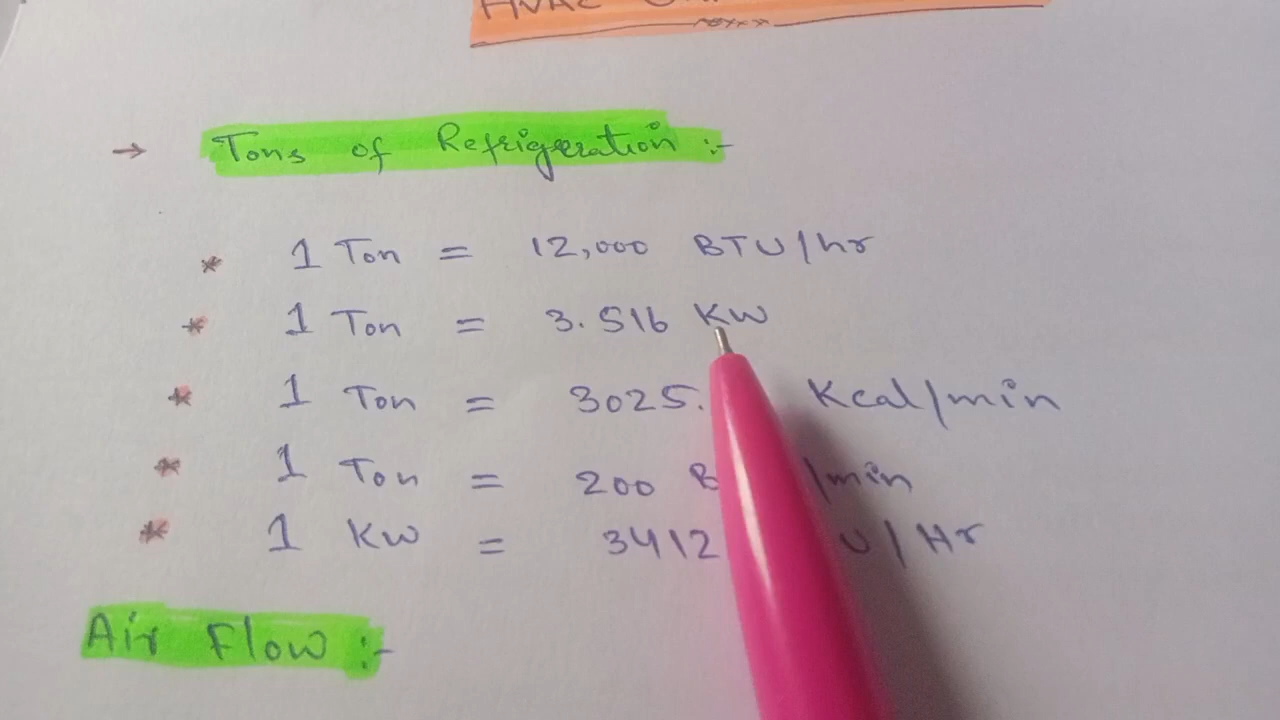 HVAC
→ Tons of Refrigeration :-
* 1 Ton = 12,000 BTU/hr
* 1 Ton = 3.516 KW
* 1 Ton = 3025. Kcal/min
* 1 Ton = 200 B /min
* 1 KW = 3412 U/Hr
Air Flow :-